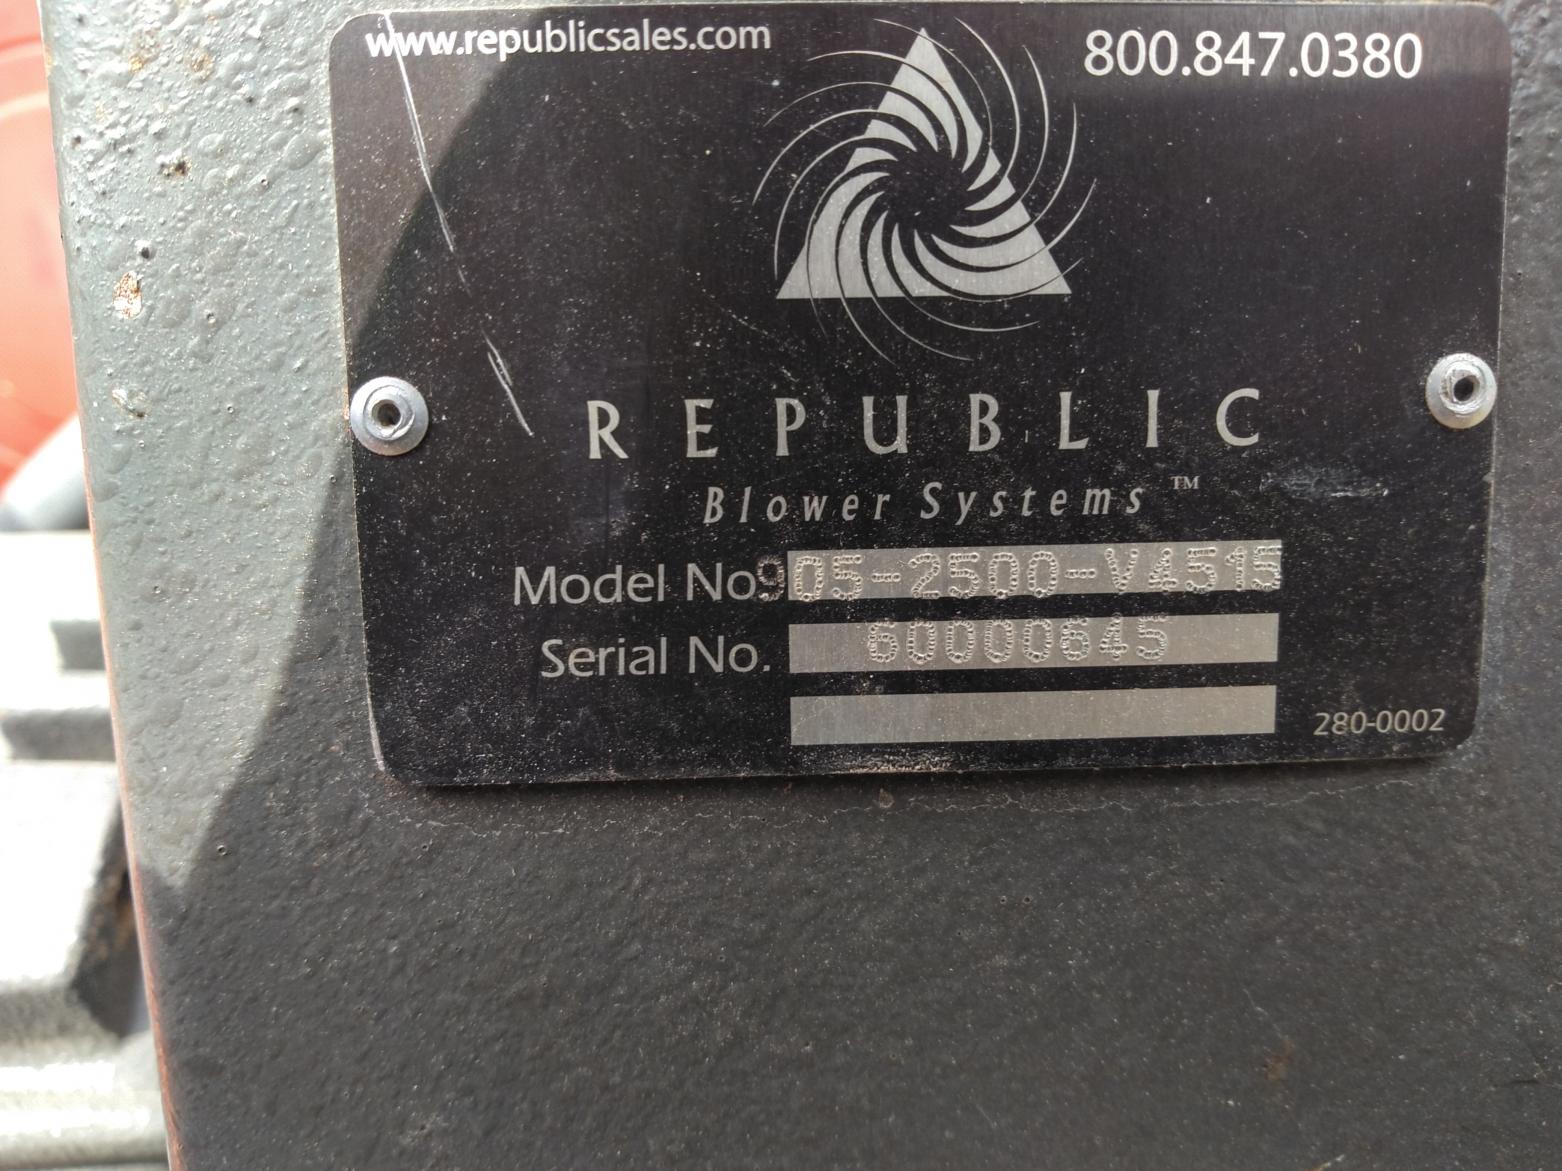 www.republicsales.com 800.847.0380
REPUBLIC
Blower Systems™
Model No. 905-2500-V4515
Serial No. 60000645
280-0002